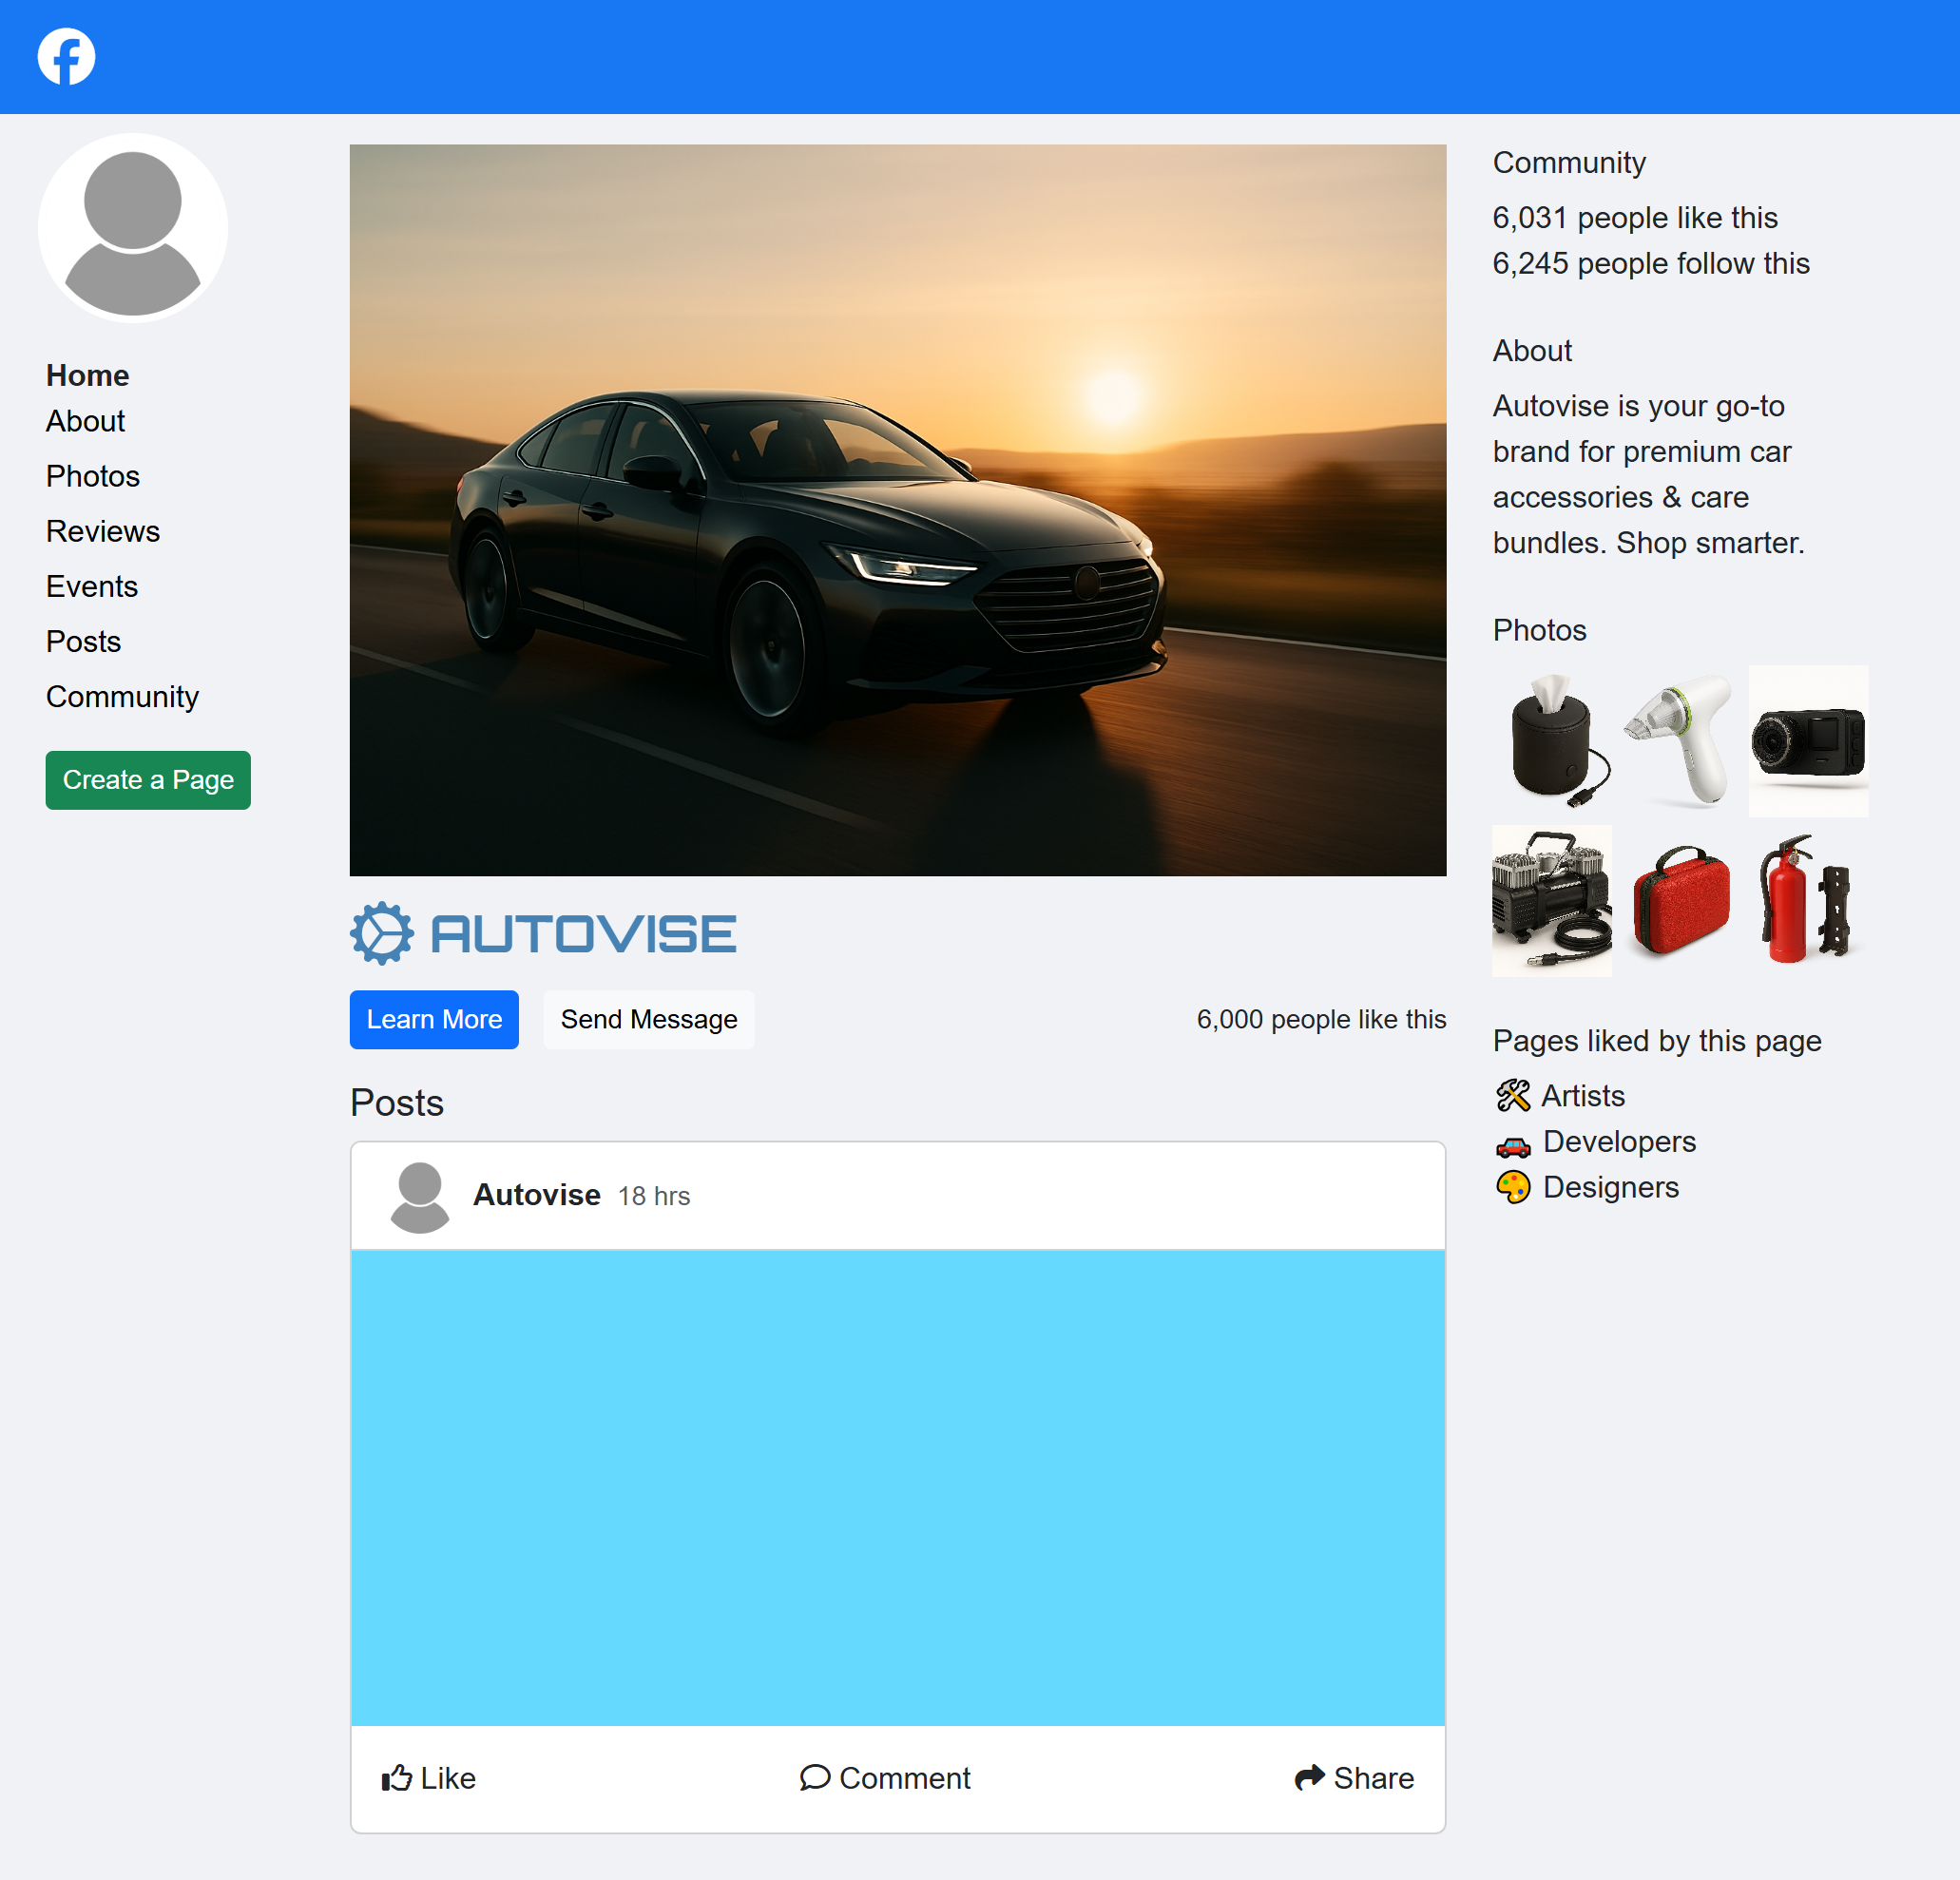 Home
About
Photos
Reviews
Events
Posts
Community
Create a Page
AUTOVISE
Learn More
Send Message
6,000 people like this
Posts
Autovise 18 hrs
Like
Comment
Share
Community
6,031 people like this
6,245 people follow this
About
Autovise is your go-to
brand for premium car
accessories & care
bundles. Shop smarter.
Photos
Pages liked by this page
Artists
Developers
Designers